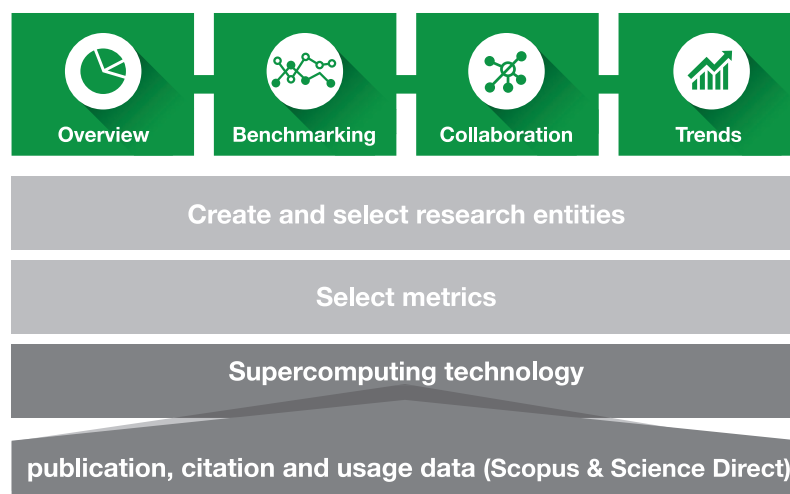 Overview
Benchmarking
Collaboration
Trends
Create and select research entities
Select metrics
Supercomputing technology
publication, citation and usage data (Scopus & Science Direct)